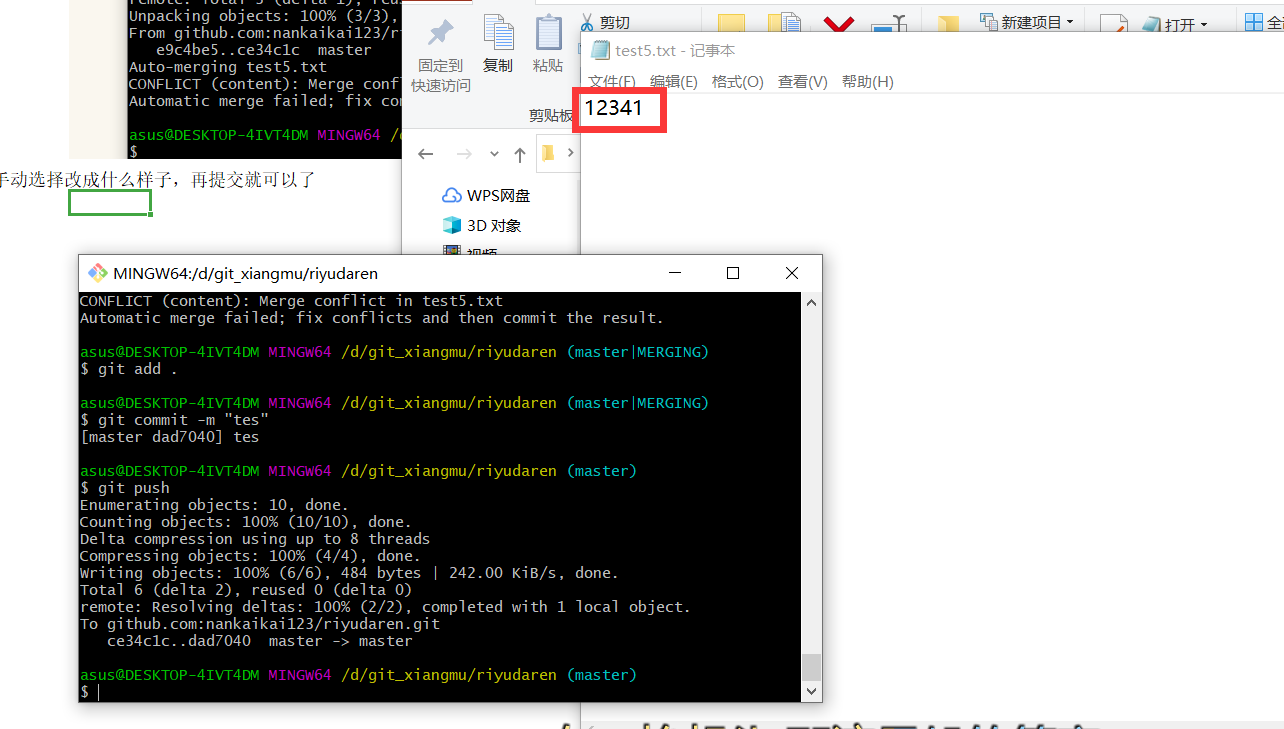 Unpacking objects: 100% (3/3),
From github.com:nankaikai123/ri
e9c4be5..ce34c1c master
Auto-merging test5.txt
CONFLICT (content): Merge conf
Automatic merge failed; fix con
asus@DESKTOP-4IVT4DM MINGW64 /d
$
手动选择改成什么样子，再提交就可以了
固定到
快速访问
复制
粘贴
剪切
剪贴板
新建项目
打开
test5.txt - 记事本
文件(F) 编辑(E) 格式(O) 查看(V) 帮助(H)
12341
WPS网盘
3D 对象
视频
MINGW64:/d/git_xiangmu/riyudaren
CONFLICT (content): Merge conflict in test5.txt
Automatic merge failed; fix conflicts and then commit the result.
asus@DESKTOP-4IVT4DM MINGW64 /d/git_xiangmu/riyudaren (master|MERGING)
$ git add .
asus@DESKTOP-4IVT4DM MINGW64 /d/git_xiangmu/riyudaren (master|MERGING)
$ git commit -m "tes"
[master dad7040] tes
asus@DESKTOP-4IVT4DM MINGW64 /d/git_xiangmu/riyudaren (master)
$ git push
Enumerating objects: 10, done.
Counting objects: 100% (10/10), done.
Delta compression using up to 8 threads
Compressing objects: 100% (4/4), done.
Writing objects: 100% (6/6), 484 bytes | 242.00 KiB/s, done.
Total 6 (delta 2), reused 0 (delta 0)
remote: Resolving deltas: 100% (2/2), completed with 1 local object.
To github.com:nankaikai123/riyudaren.git
ce34c1c..dad7040 master -> master
asus@DESKTOP-4IVT4DM MINGW64 /d/git_xiangmu/riyudaren (master)
$